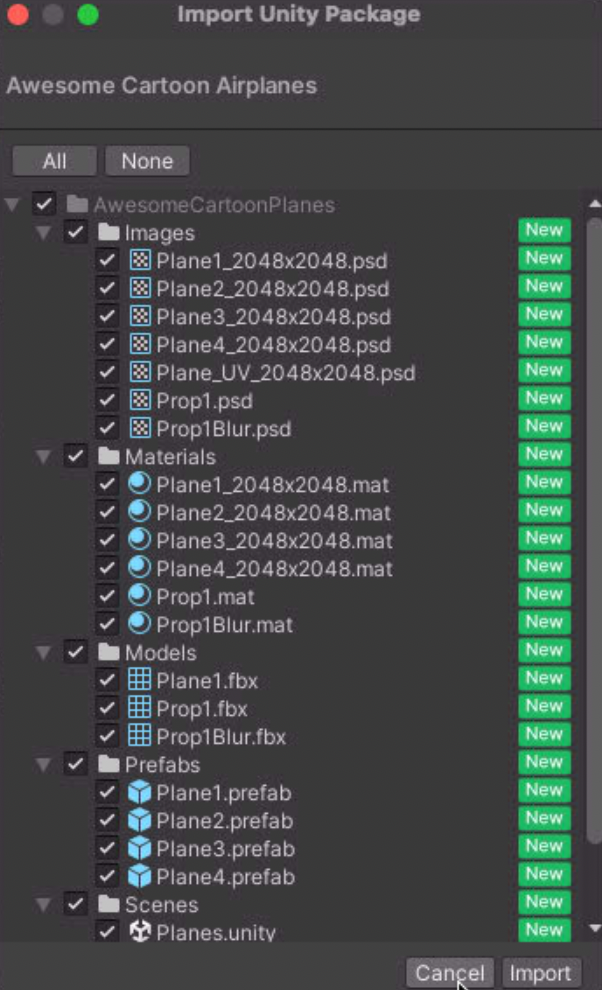 Import Unity Package
Awesome Cartoon Airplanes
All None
AwesomeCartoonPlanes
Images New
Plane1_2048x2048.psd New
Plane2_2048x2048.psd New
Plane3_2048x2048.psd New
Plane4_2048x2048.psd New
Plane_UV_2048x2048.psd New
Prop1.psd New
Prop1Blur.psd New
Materials New
Plane1_2048x2048.mat New
Plane2_2048x2048.mat New
Plane3_2048x2048.mat New
Plane4_2048x2048.mat New
Prop1.mat New
Prop1Blur.mat New
Models New
Plane1.fbx New
Prop1.fbx New
Prop1Blur.fbx New
Prefabs New
Plane1.prefab New
Plane2.prefab New
Plane3.prefab New
Plane4.prefab New
Scenes New
Planes.unity New
Cancel Import